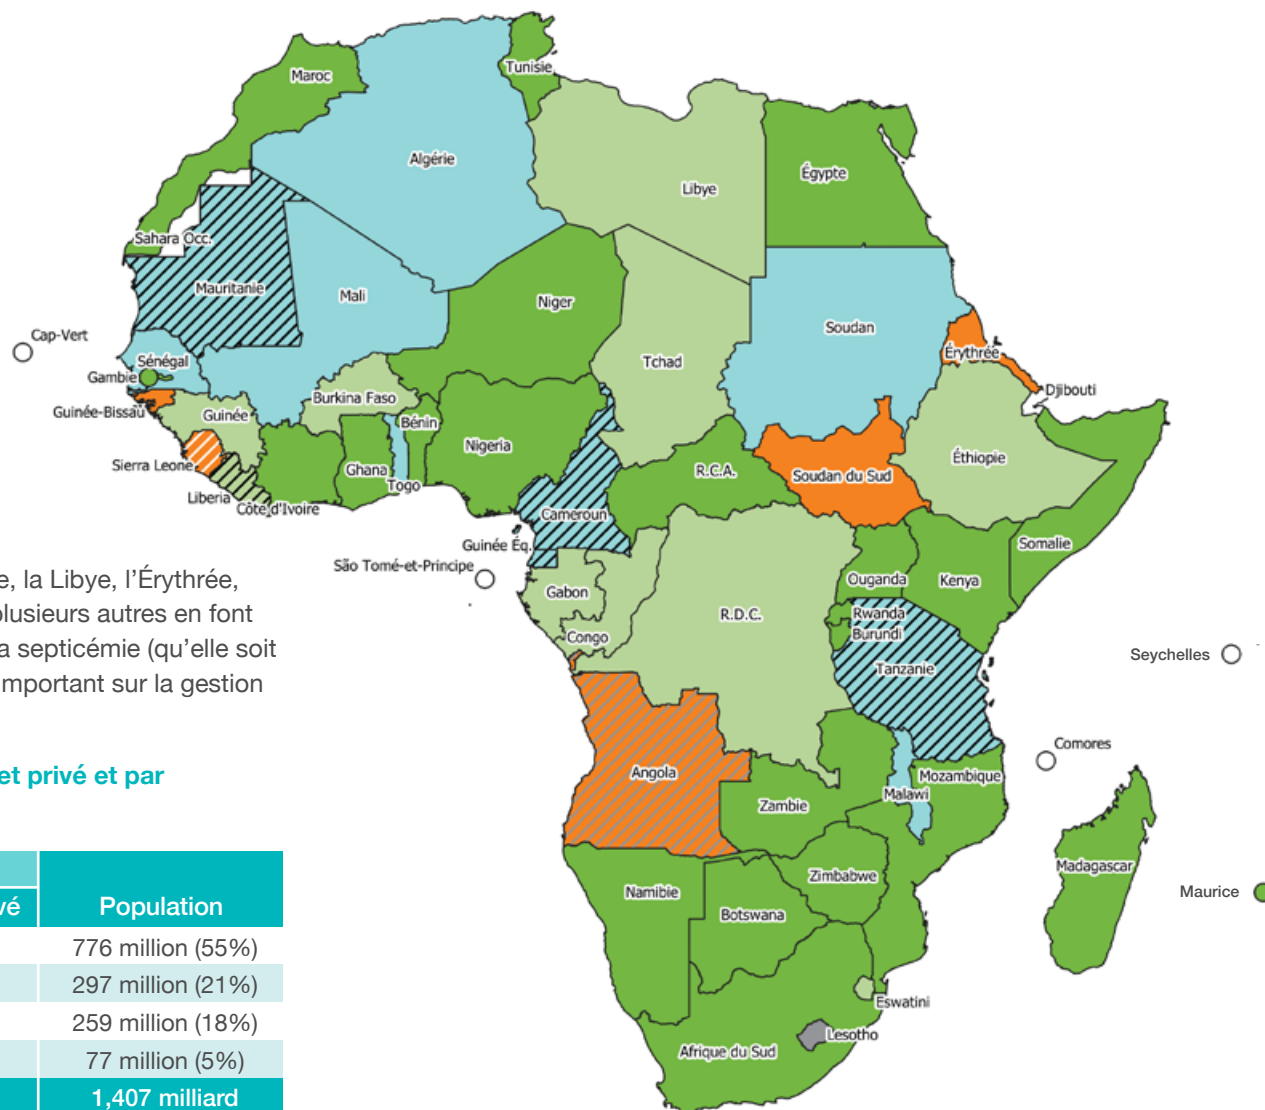 Maroc
Tunisie
Algérie
Libye
Égypte
Sahara Occ.
Mauritanie
Mali
Niger
Tchad
Soudan
Érythrée
Cap-Vert
Sénégal
Gambie
Guinée-Bissau
Guinée
Burkina Faso
Bénin
Djibouti
Nigeria
Ghana
Togo
R.C.A.
Soudan du Sud
Éthiopie
Sierra Leone
Liberia
Côte d'Ivoire
Cameroun
Guinée Éq.
São Tomé-et-Principe
Somalie
Gabon
Congo
R.D.C.
Ouganda
Kenya
Rwanda
Burundi
Tanzanie
Seychelles
Comores
Angola
Zambie
Malawi
Mozambique
Madagascar
Maurice
Namibie
Botswana
Zimbabwe
Eswatini
Lesotho
Afrique du Sud
e, la Libye, l'Érythrée,
plusieurs autres en font
a septicémie (qu'elle soit
important sur la gestion
et privé et par
vé
Population
776 million (55%)
297 million (21%)
259 million (18%)
77 million (5%)
1,407 milliard